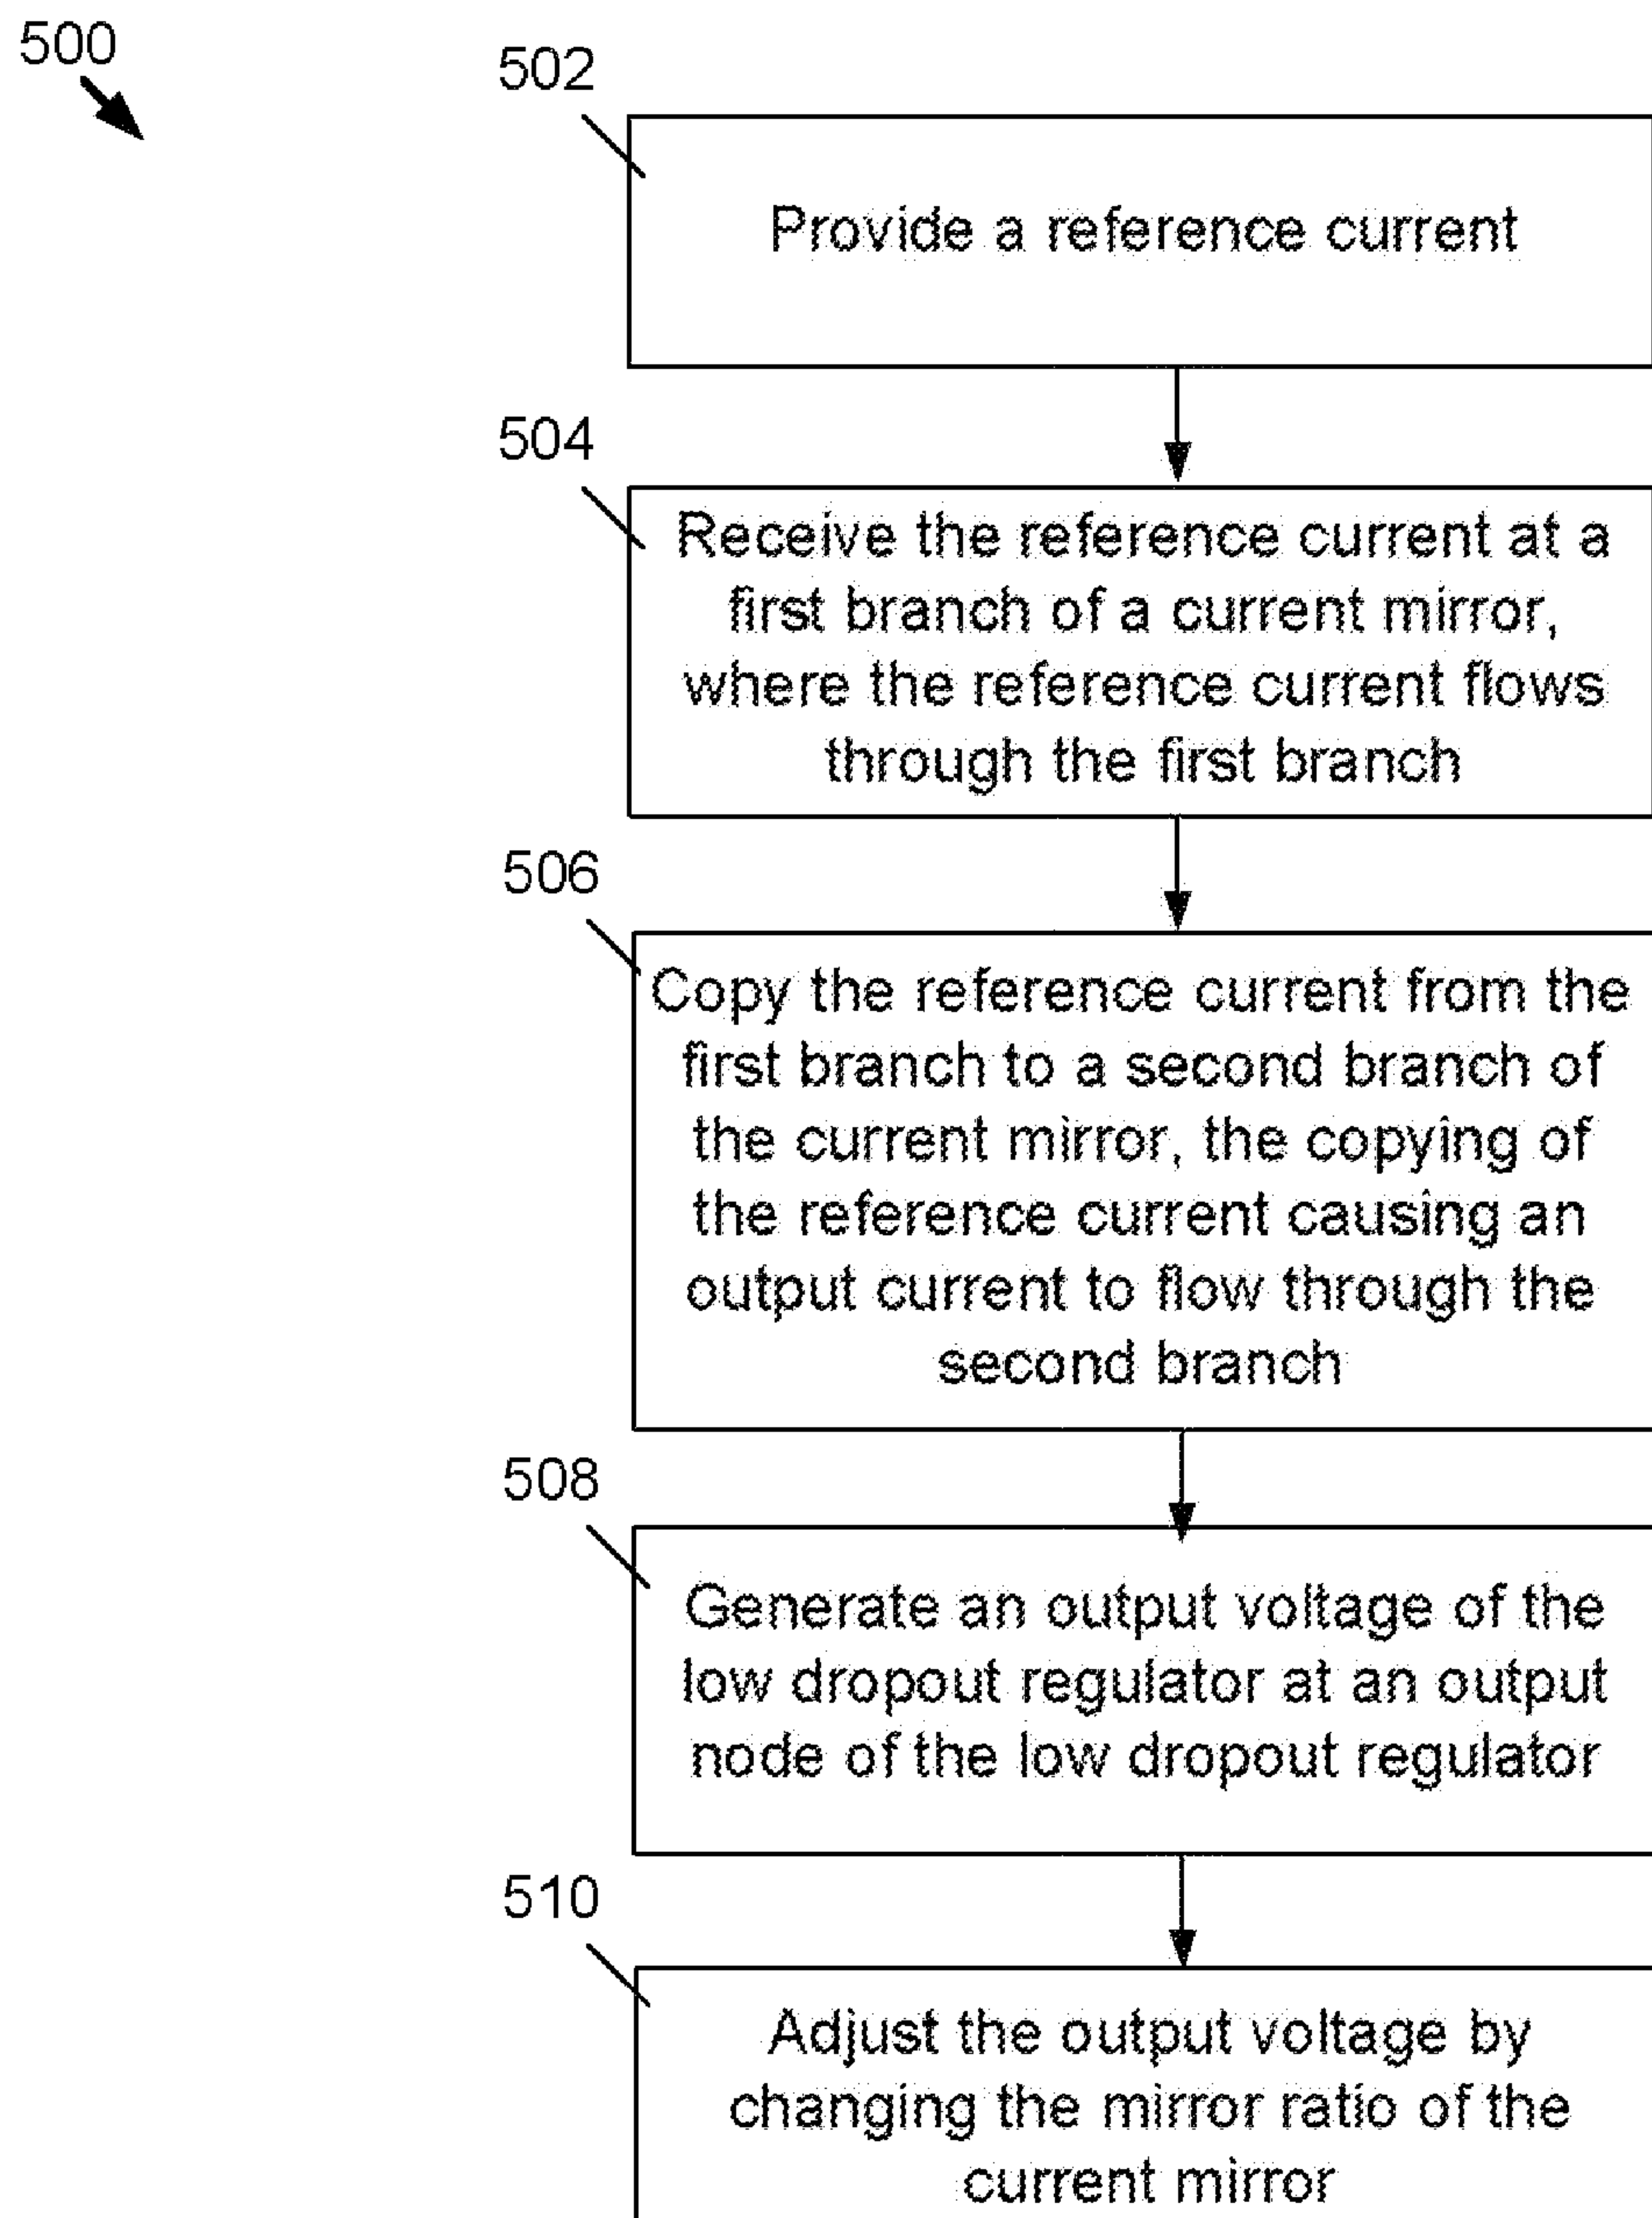 500
502
Provide a reference current
504
Receive the reference current at a
first branch of a current mirror,
where the reference current flows
through the first branch
506
Copy the reference current from the
first branch to a second branch of
the current mirror, the copying of
the reference current causing an
output current to flow through the
second branch
508
Generate an output voltage of the
low dropout regulator at an output
node of the low dropout regulator
510
Adjust the output voltage by
changing the mirror ratio of the
current mirror